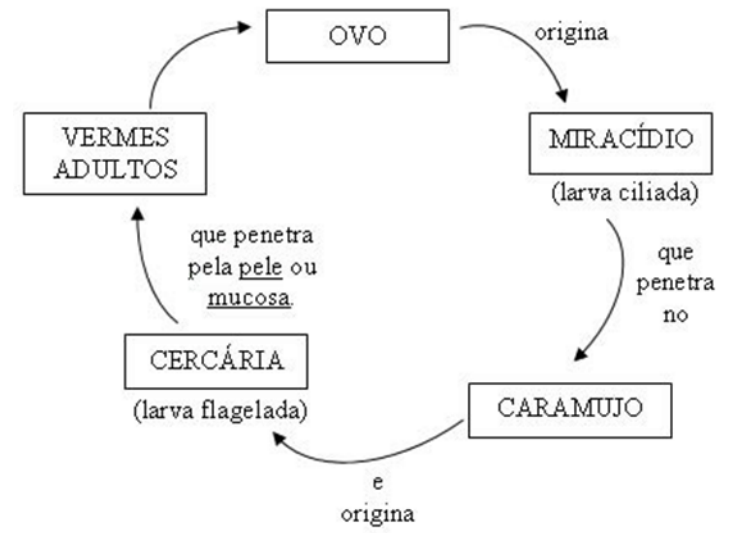 OVO
origina
MIRACÍDIO
(larva ciliada)
que
penetra
no
CARAMUJO
e
origina
CERCÁRIA
(larva flagelada)
que penetra
pela pele ou
mucosa.
VERMES
ADULTOS